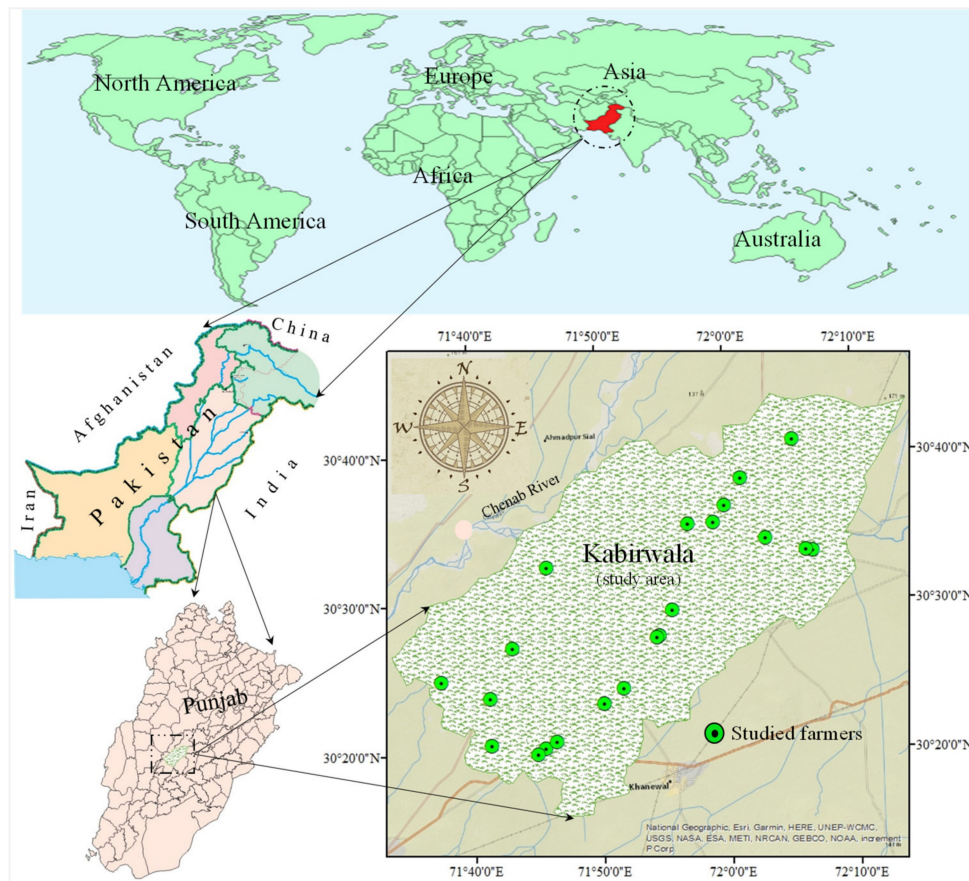 North America
Europe
Asia
Africa
South America
Australia
China
Afghanistan
Pakistan
India
Iran
Punjab
71°40'0"E
71°50'0"E
72°0'0"E
72°10'0"E
N
W
E
S
137
171 m
Ahmadpur Sial
30°40'0"N
30°40'0"N
Chenab River
Kabirwala
(study area)
30°30'0"N
30°30'0"N
Studied farmers
30°20'0"N
30°20'0"N
Khanewal
National Geographic, Esri, Garmin, HERE, UNEP-WCMC,
USGS, NASA, ESA, METI, NRCAN, GEBCO, NOAA, increment
P Corp.
71°40'0"E
71°50'0"E
72°0'0"E
72°10'0"E